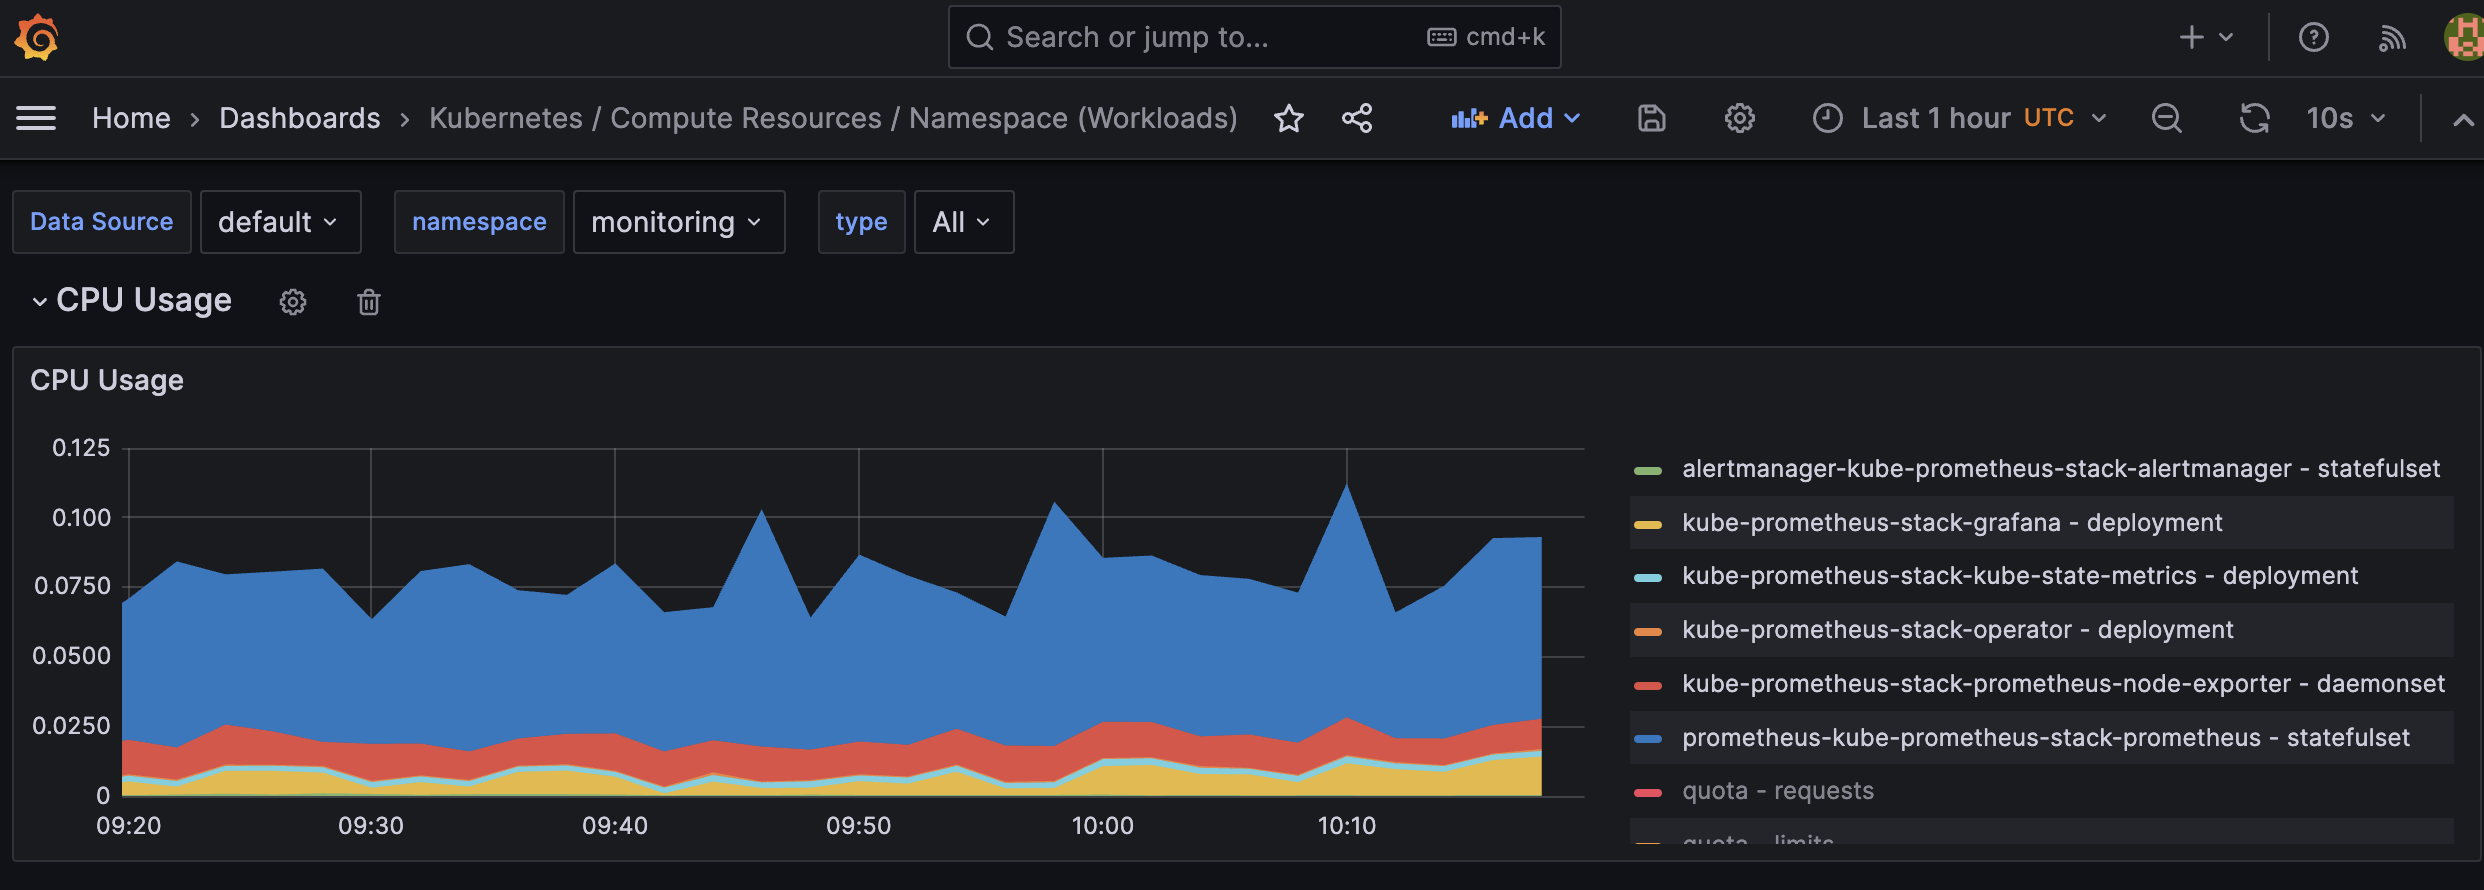 Search or jump to...
cmd+k
Home › Dashboards › Kubernetes / Compute Resources / Namespace (Workloads)
Add
Last 1 hour UTC
10s
Data Source
default
namespace
monitoring
type
All
CPU Usage
CPU Usage
0.125
0.100
0.0750
0.0500
0.0250
0
09:20
09:30
09:40
09:50
10:00
10:10
alertmanager-kube-prometheus-stack-alertmanager - statefulset
kube-prometheus-stack-grafana - deployment
kube-prometheus-stack-kube-state-metrics - deployment
kube-prometheus-stack-operator - deployment
kube-prometheus-stack-prometheus-node-exporter - daemonset
prometheus-kube-prometheus-stack-prometheus - statefulset
quota - requests
quota - limits